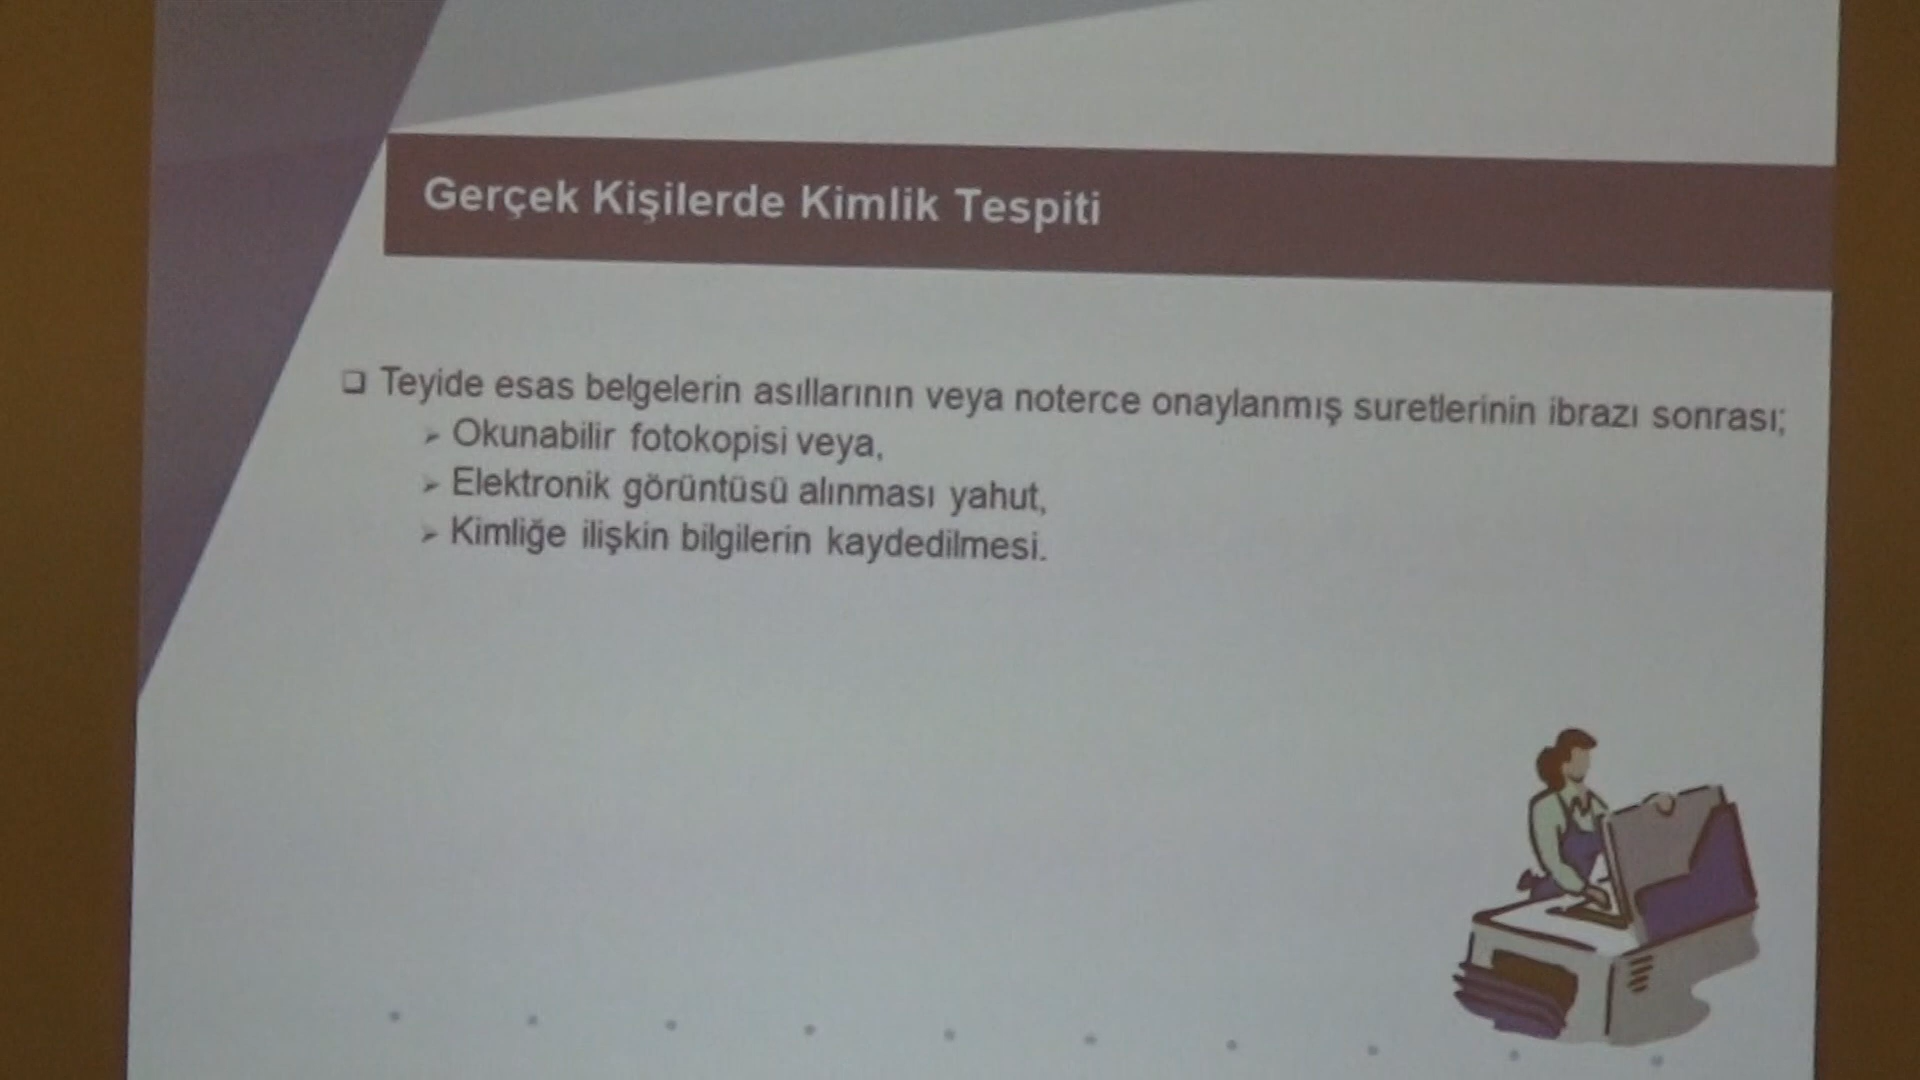 Gerçek Kişilerde Kimlik Tespiti
❑ Teyide esas belgelerin asıllarının veya noterce onaylanmış suretlerinin ibrazı sonrası;
➢ Okunabilir fotokopisi veya,
➢ Elektronik görüntüsü alınması yahut,
➢ Kimliğe ilişkin bilgilerin kaydedilmesi.